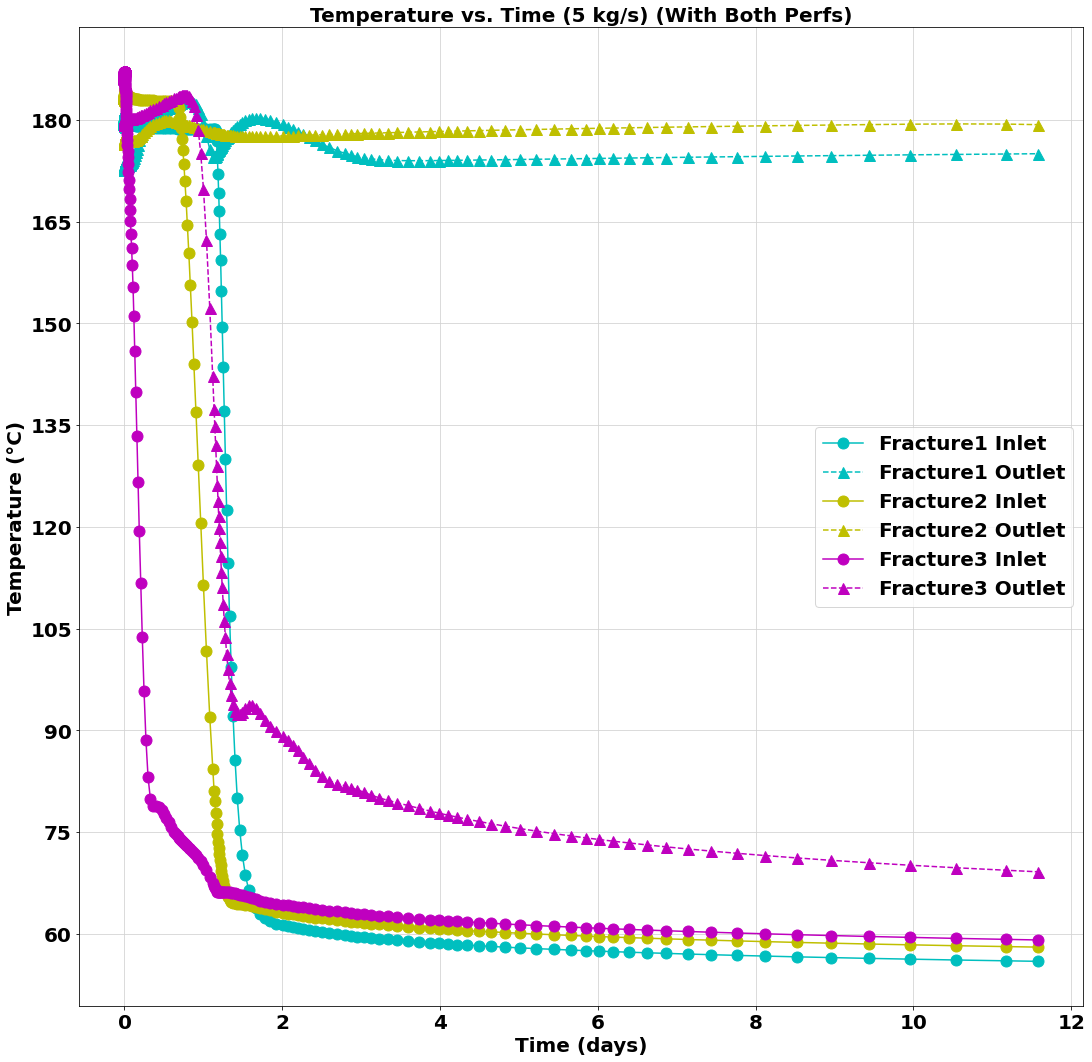 Temperature vs. Time (5 kg/s) (With Both Perfs)
Temperature (°C)
180
165
150
135
120
105
90
75
60
Fracture1 Inlet
Fracture1 Outlet
Fracture2 Inlet
Fracture2 Outlet
Fracture3 Inlet
Fracture3 Outlet
0 2 4 6 8 10 12
Time (days)